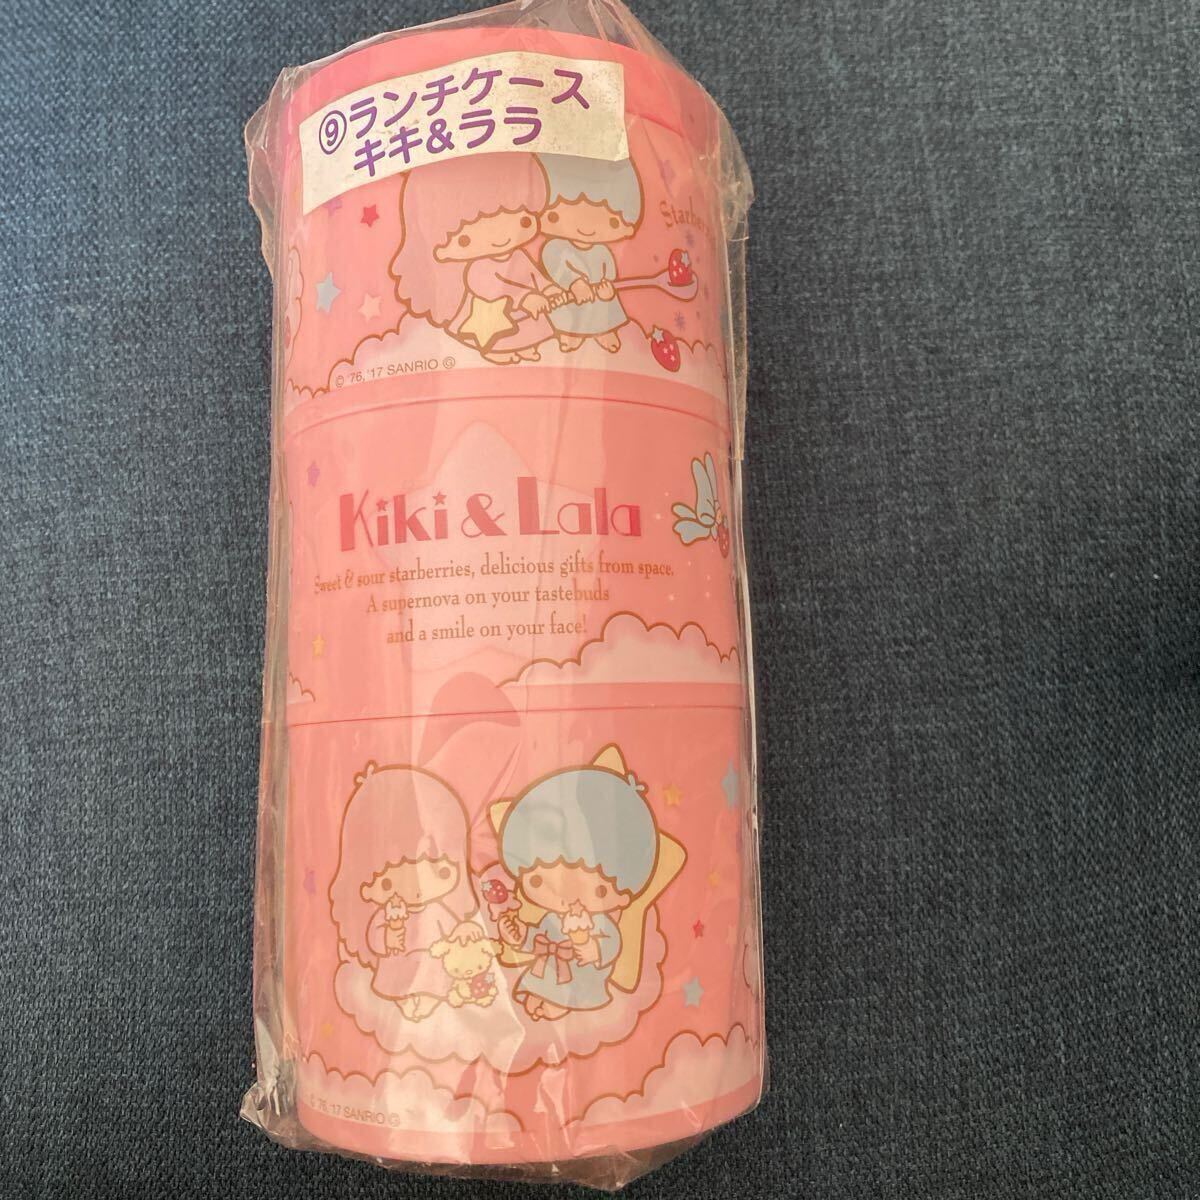 ⑨ランチケース
キキ&ララ
© '76, '17 SANRIO Ⓖ
Kiki & Lala
Sweet & sour starberries, delicious gifts from space.
A supernova on your tastebuds
and a smile on your face!
© '76, '17 SANRIO Ⓖ